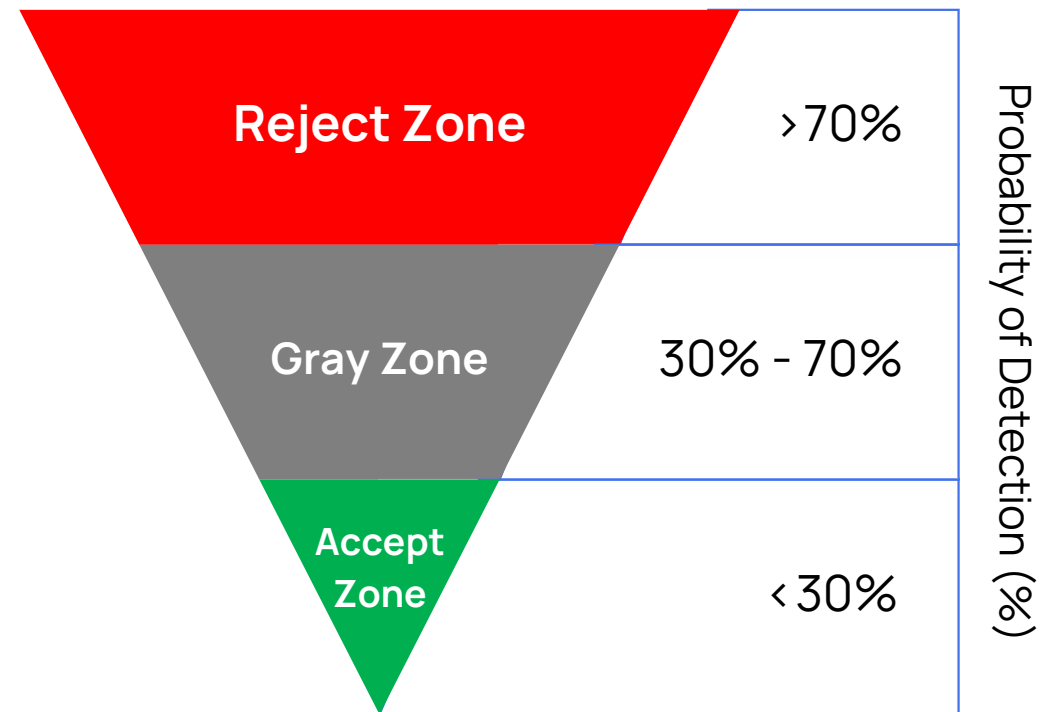 Reject Zone
>70%
Gray Zone
30% - 70%
Accept
Zone
<30%
Probability of Detection (%)